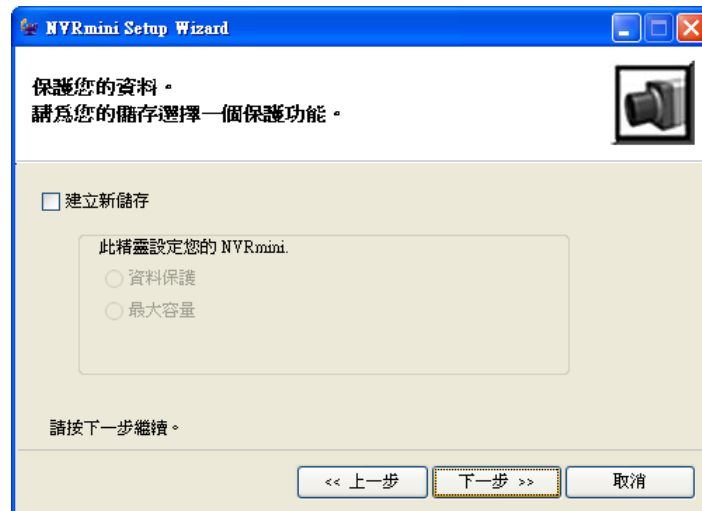 NVRmini Setup Wizard
保護您的資料。
請為您的儲存選擇一個保護功能。
建立新儲存
此精靈設定您的 NVRmini.
資料保護
最大容量
請按下一步繼續。
<< 上一步
下一步 >>
取消